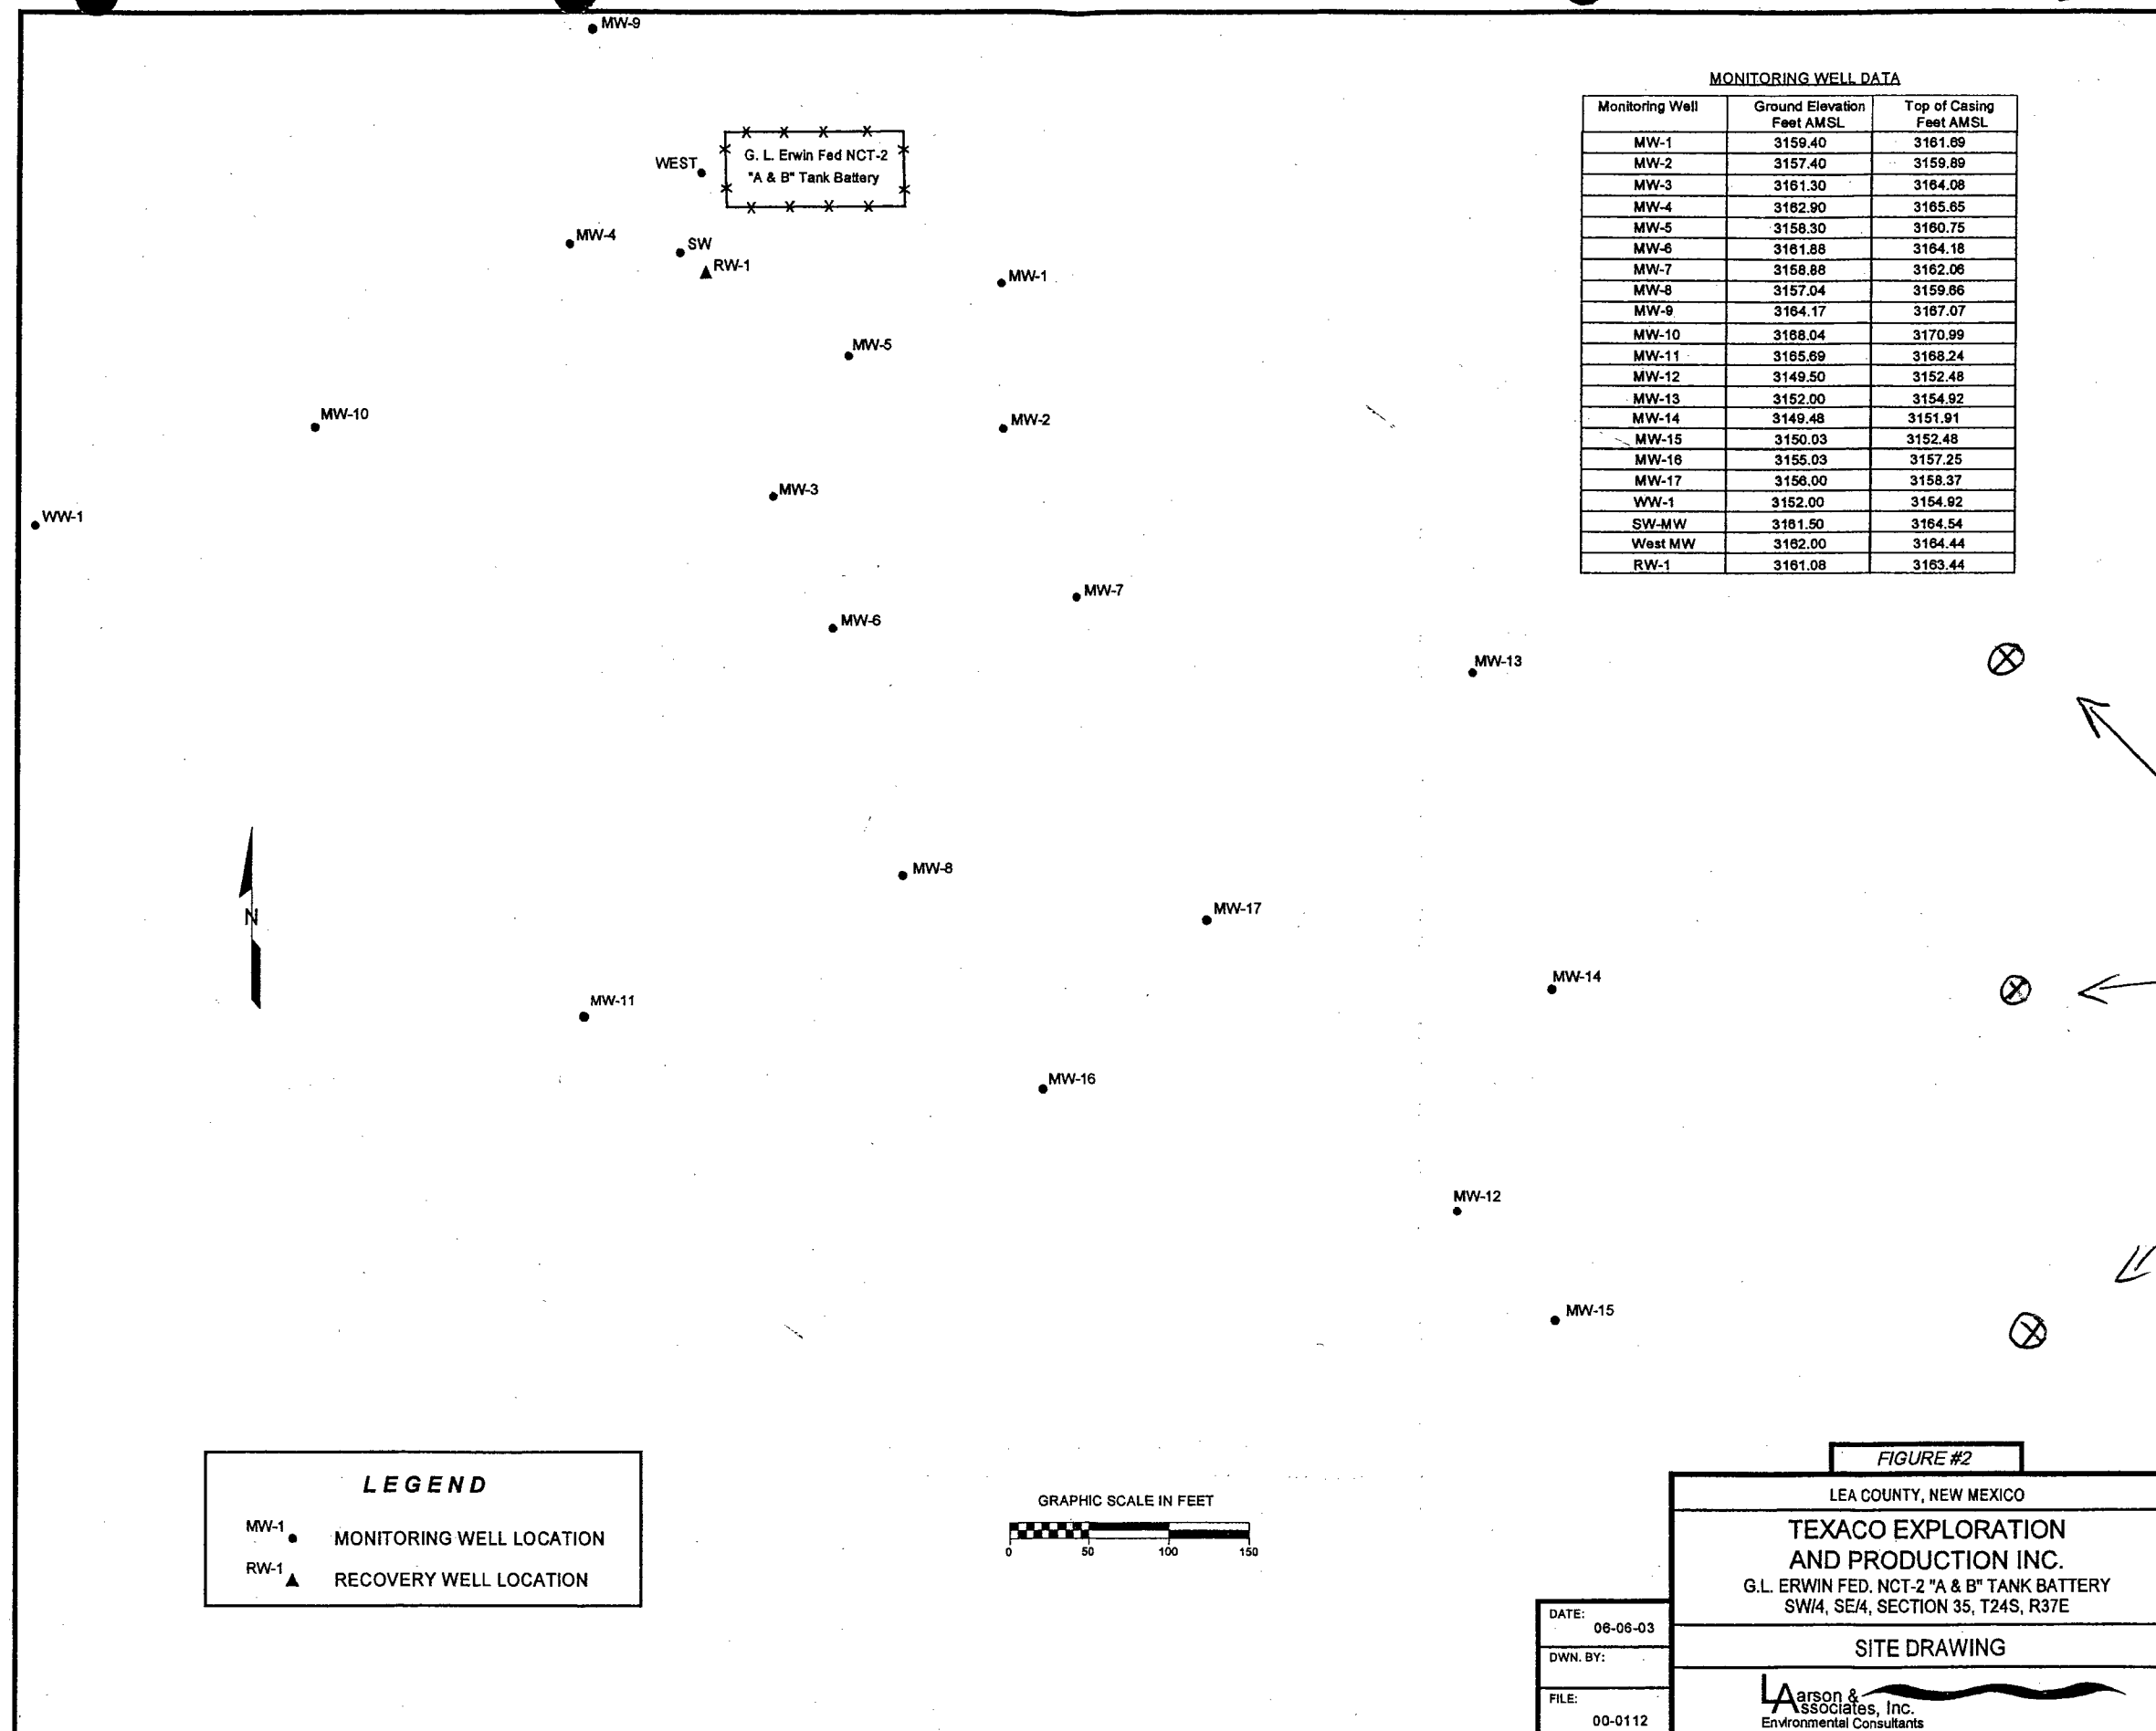 MW-9
WEST
G. L. Erwin Fed NCT-2
"A & B" Tank Battery
MW-4
SW
RW-1
MW-1
MW-5
MW-10
MW-2
MW-3
WW-1
MW-7
MW-6
MW-13
MW-8
MW-17
N
MW-14
MW-11
MW-16
MW-12
MW-15
MONITORING WELL DATA
Monitoring Well Ground Elevation Feet AMSL Top of Casing Feet AMSL
MW-1 3159.40 3161.69
MW-2 3157.40 3159.89
MW-3 3161.30 3164.08
MW-4 3162.90 3165.65
MW-5 3158.30 3160.75
MW-6 3161.88 3164.18
MW-7 3158.88 3162.06
MW-8 3157.04 3159.66
MW-9 3164.17 3167.07
MW-10 3168.04 3170.99
MW-11 3165.69 3168.24
MW-12 3149.50 3152.48
MW-13 3152.00 3154.92
MW-14 3149.48 3151.91
MW-15 3150.03 3152.48
MW-16 3155.03 3157.25
MW-17 3156.00 3158.37
WW-1 3152.00 3154.92
SW-MW 3161.50 3164.54
West MW 3162.00 3164.44
RW-1 3161.08 3163.44
LEGEND
MW-1 MONITORING WELL LOCATION
RW-1 RECOVERY WELL LOCATION
GRAPHIC SCALE IN FEET
0 50 100 150
FIGURE #2
LEA COUNTY, NEW MEXICO
TEXACO EXPLORATION
AND PRODUCTION INC.
G.L. ERWIN FED. NCT-2 "A & B" TANK BATTERY
SW/4, SE/4, SECTION 35, T24S, R37E
SITE DRAWING
DATE:
06-06-03
DWN. BY:
FILE:
00-0112
Larson &
Associates, Inc.
Environmental Consultants